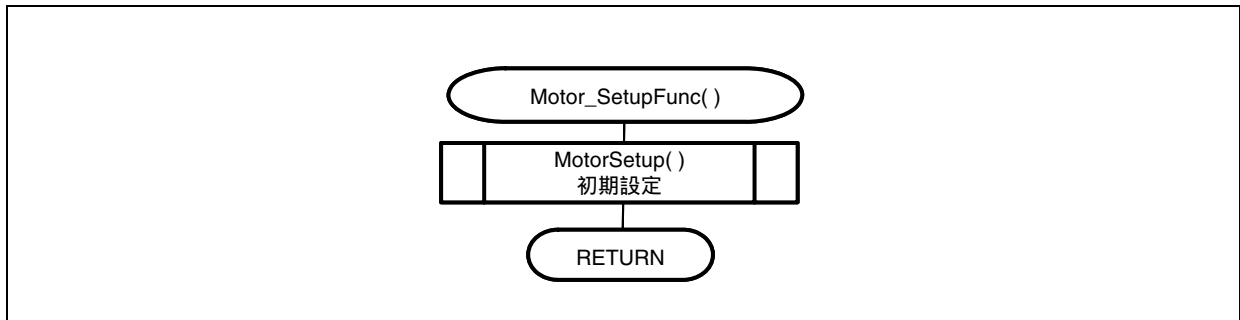 Motor_SetupFunc( )
MotorSetup( )
初期設定
RETURN